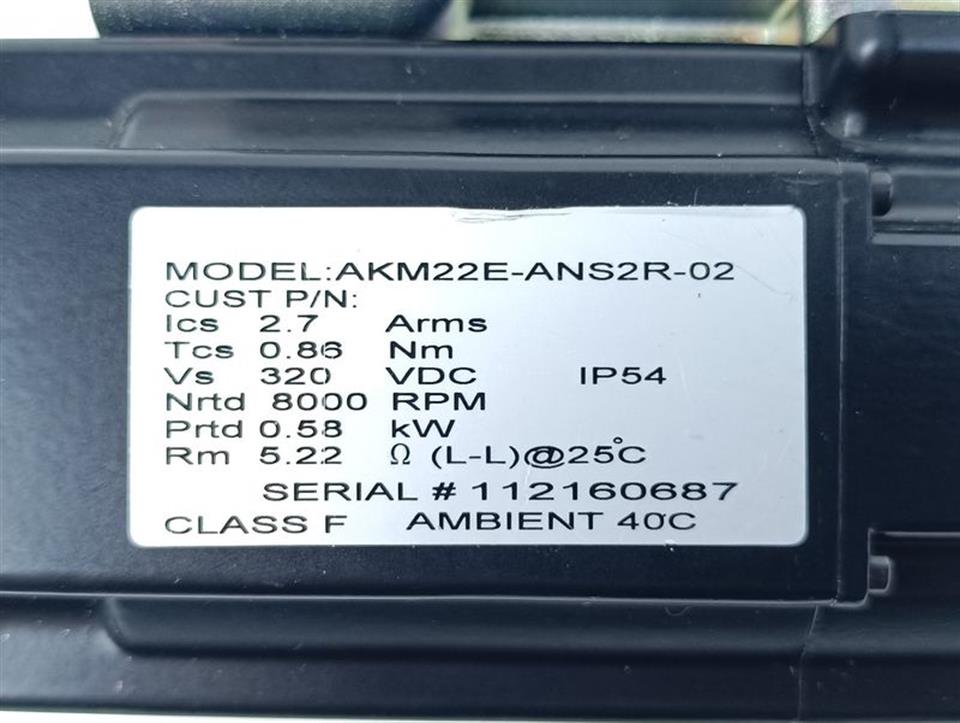 MODEL:AKM22E-ANS2R-02
CUST P/N:
Ics 2.7 Arms
Tcs 0.86 Nm
Vs 320 VDC IP54
Nrtd 8000 RPM
Prtd 0.58 kW
Rm 5.22 Ω (L-L)@25°C
SERIAL # 112160687
CLASS F AMBIENT 40°C